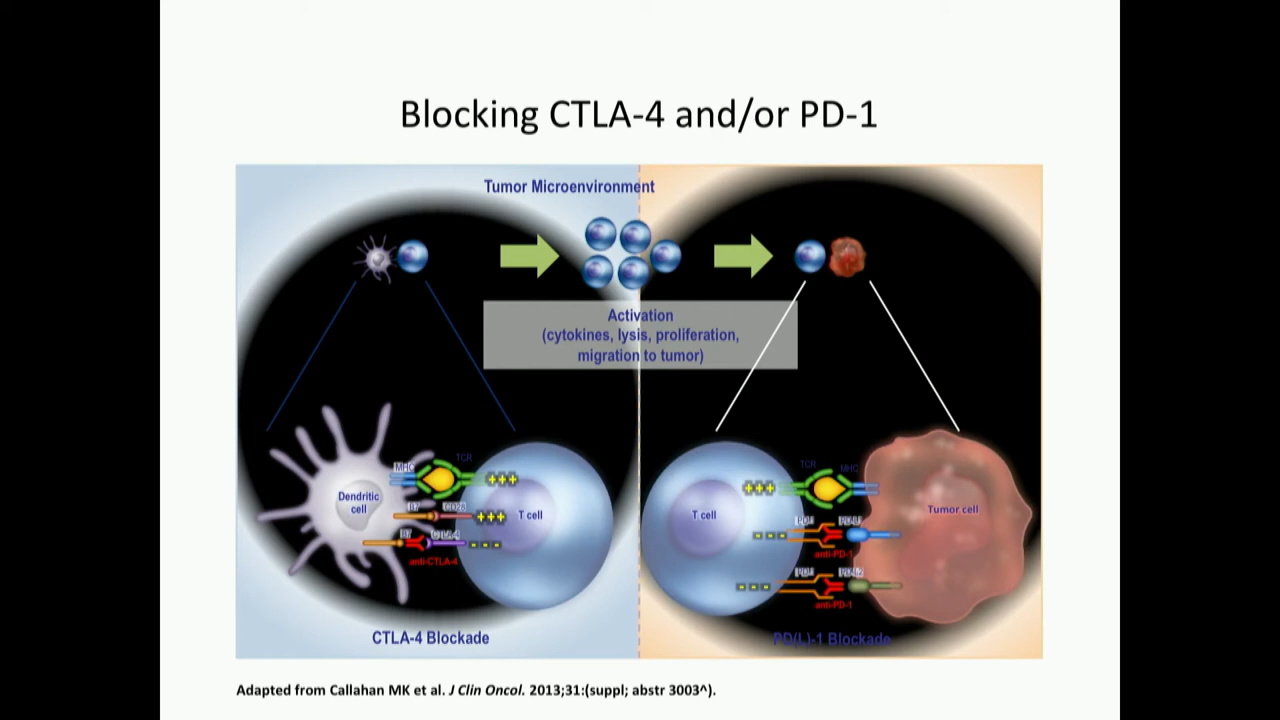 Blocking CTLA-4 and/or PD-1
Tumor Microenvironment
Activation
(cytokines, lysis, proliferation,
migration to tumor)
MHC
TCR
+++
Dendritic
cell
B7
CD28
+++
T cell
B7
CTLA-4
- - -
anti-CTLA-4
CTLA-4 Blockade
TCR
MHC
+++
T cell
Tumor cell
PD-1
PD-L1
- - -
anti-PD-1
PD-1
PD-L2
- - -
anti-PD-1
PD(L)-1 Blockade
Adapted from Callahan MK et al. J Clin Oncol. 2013;31:(suppl; abstr 3003^).